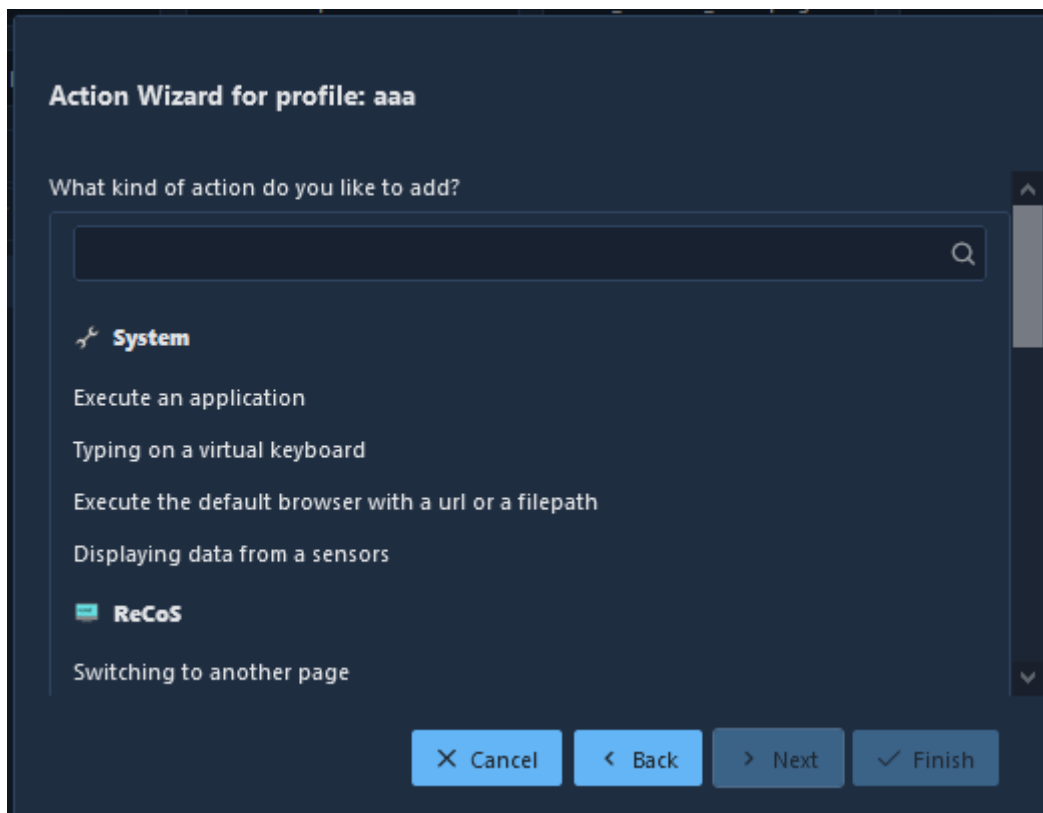 Action Wizard for profile: aaa
What kind of action do you like to add?
System
Execute an application
Typing on a virtual keyboard
Execute the default browser with a url or a filepath
Displaying data from a sensors
ReCoS
Switching to another page
Cancel Back Next Finish